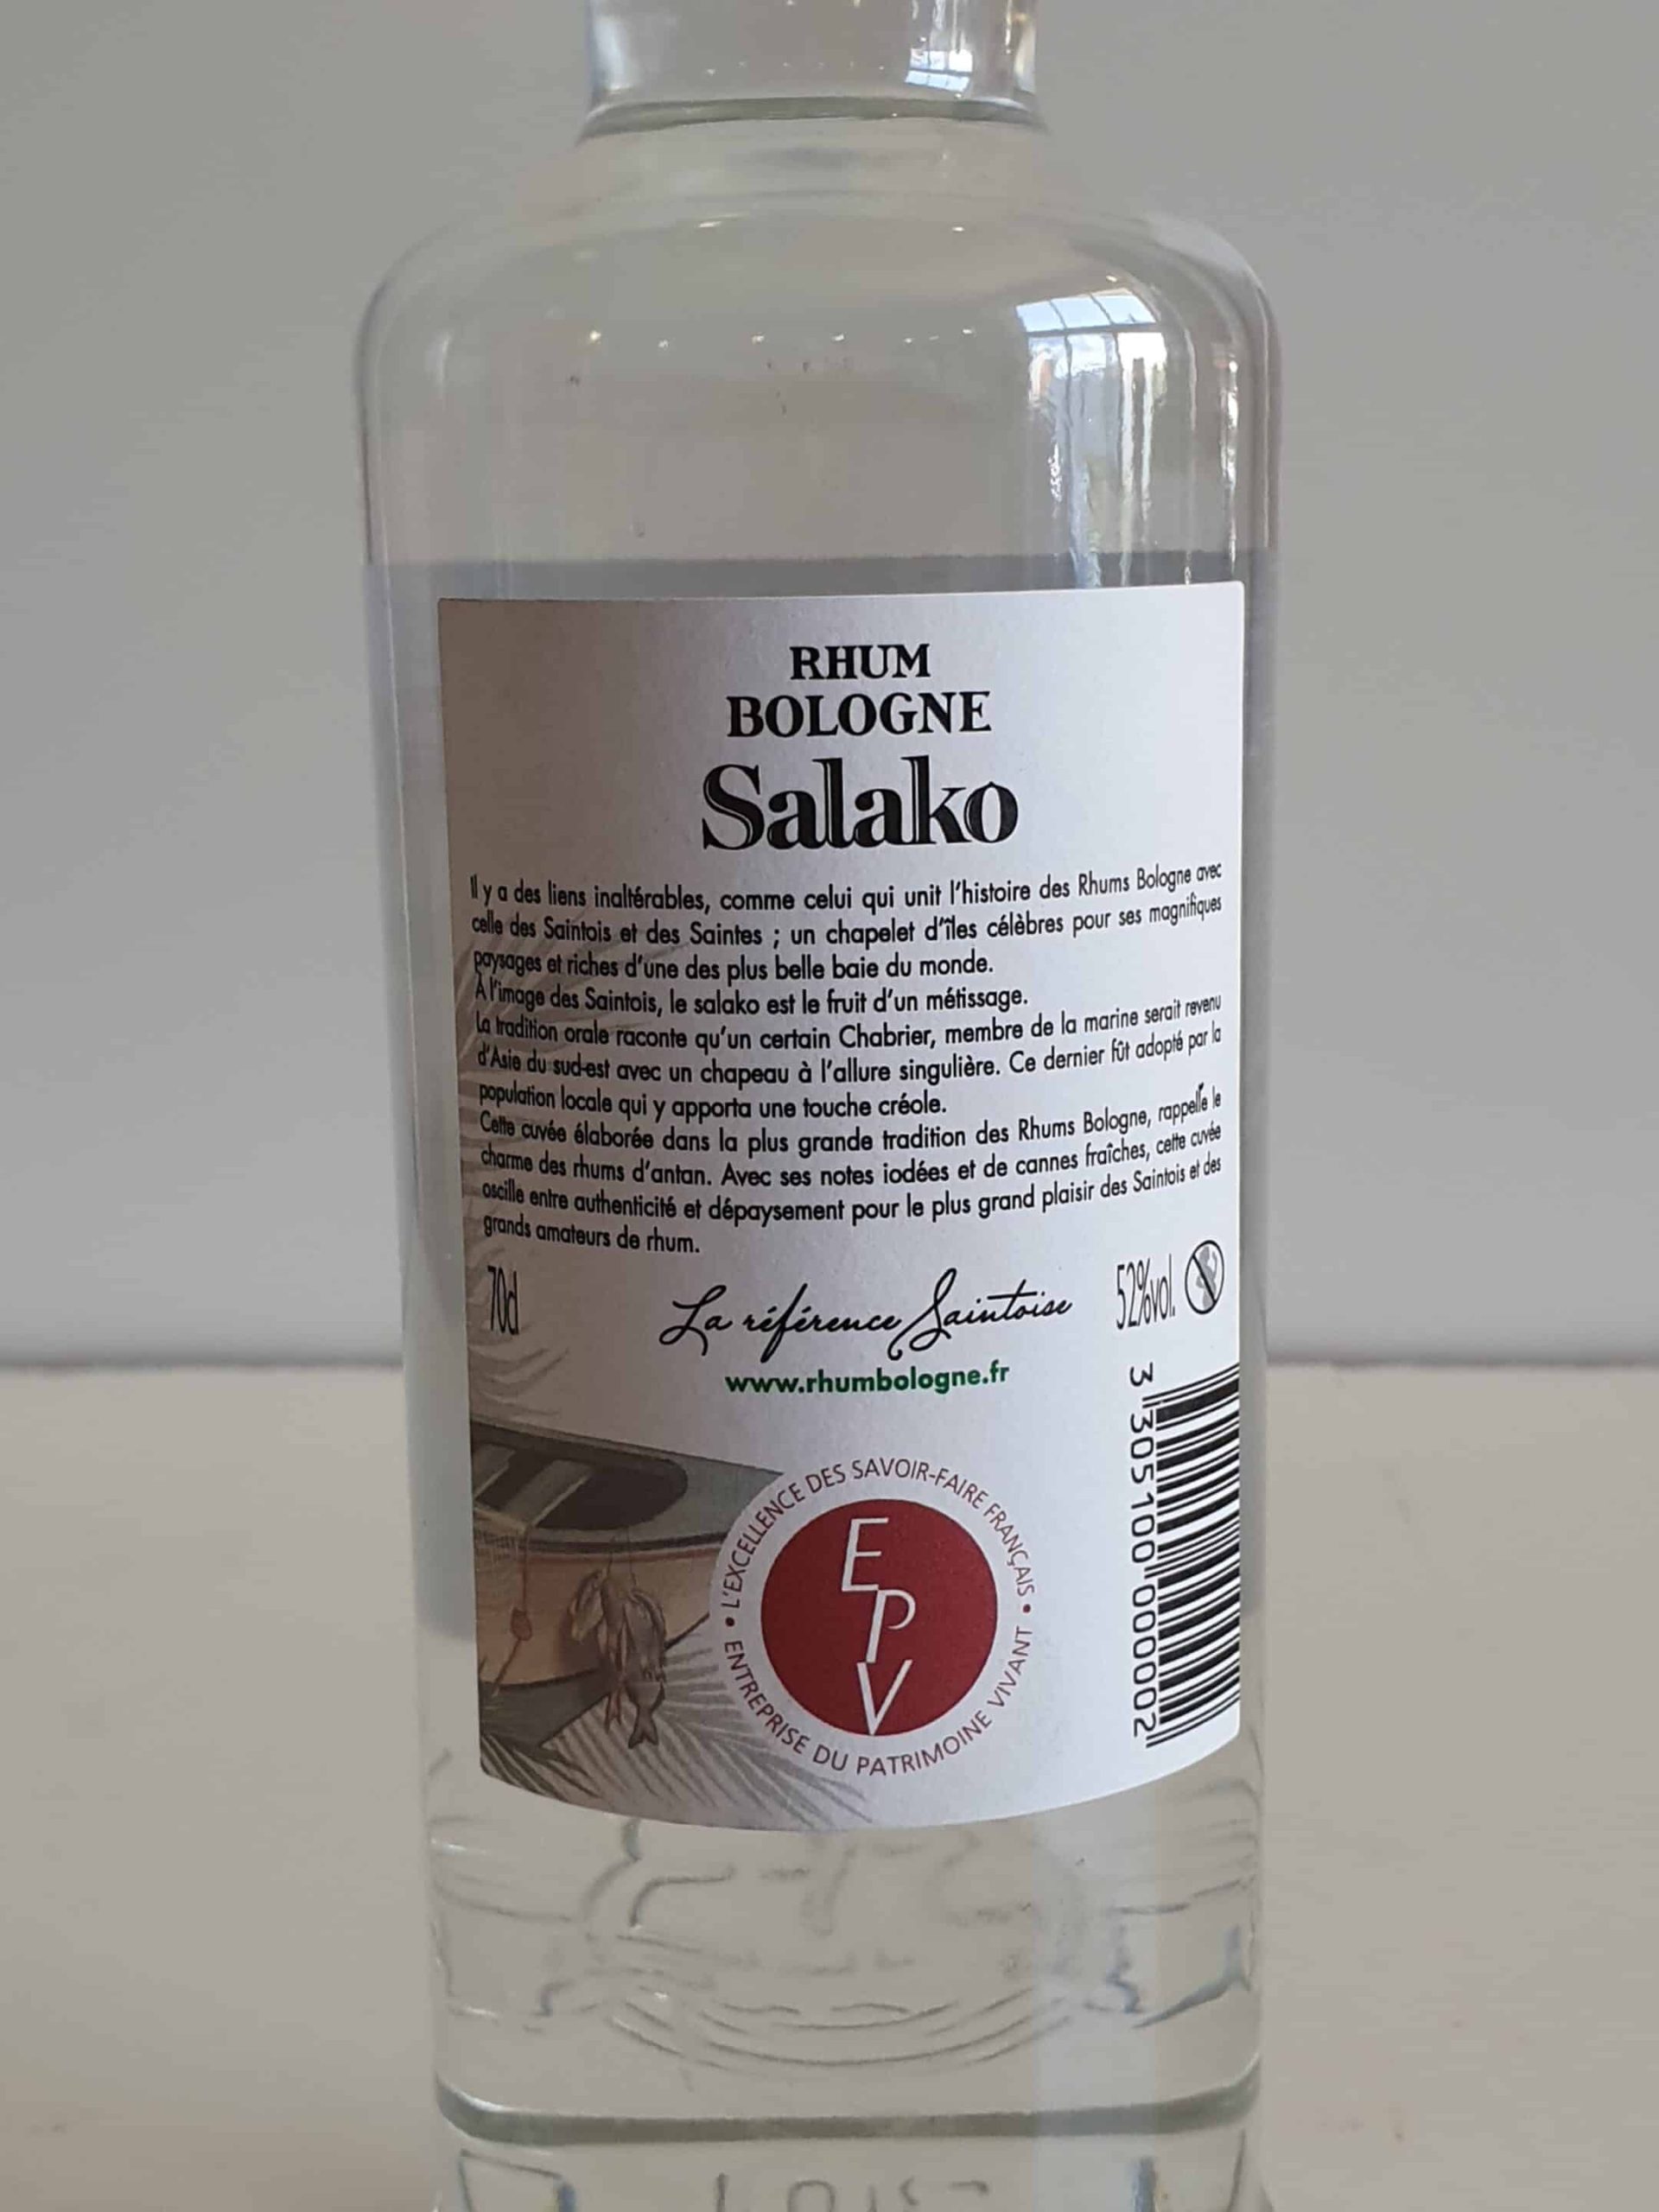 RHUM
BOLOGNE
Salako
Il y a des liens inaltérables, comme celui qui unit l'histoire des Rhums Bologne avec
celle des Saintois et des Saintes ; un chapelet d'îles célèbres pour ses magnifiques
paysages et riches d'une des plus belle baie du monde.
À l'image des Saintois, le salako est le fruit d'un métissage.
La tradition orale raconte qu'un certain Chabrier, membre de la marine serait revenu
d'Asie du sud-est avec un chapeau à l'allure singulière. Ce dernier fût adopté par la
population locale qui y apporta une touche créole.
Cette cuvée élaborée dans la plus grande tradition des Rhums Bologne, rappelle le
charme des rhums d'antan. Avec ses notes iodées et de cannes fraîches, cette cuvée
oscille entre authenticité et dépaysement pour le plus grand plaisir des Saintois et des
grands amateurs de rhum.
70cl
La référence Saintoise
52%vol.
www.rhumbologne.fr
• L'EXCELLENCE DES SAVOIR-FAIRE FRANÇAIS •
EPV
ENTREPRISE DU PATRIMOINE VIVANT
3 305100 000002